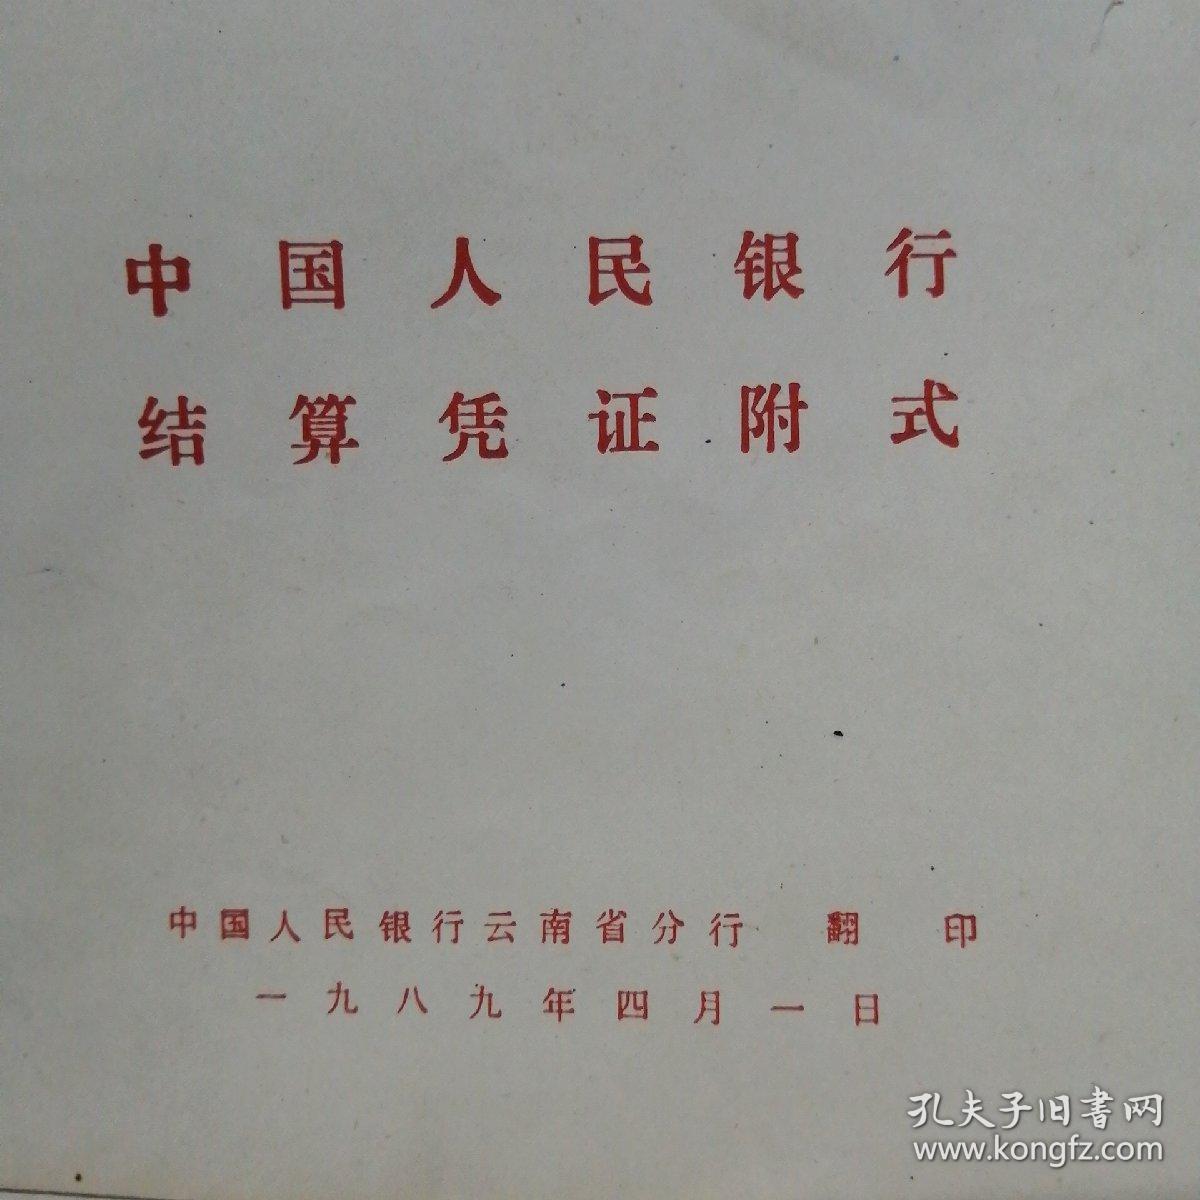 中国人民银行
结算凭证附式
中国人民银行云南省分行 翻 印
一九八九年四月一日
孔夫子旧书网
www.kongfz.com